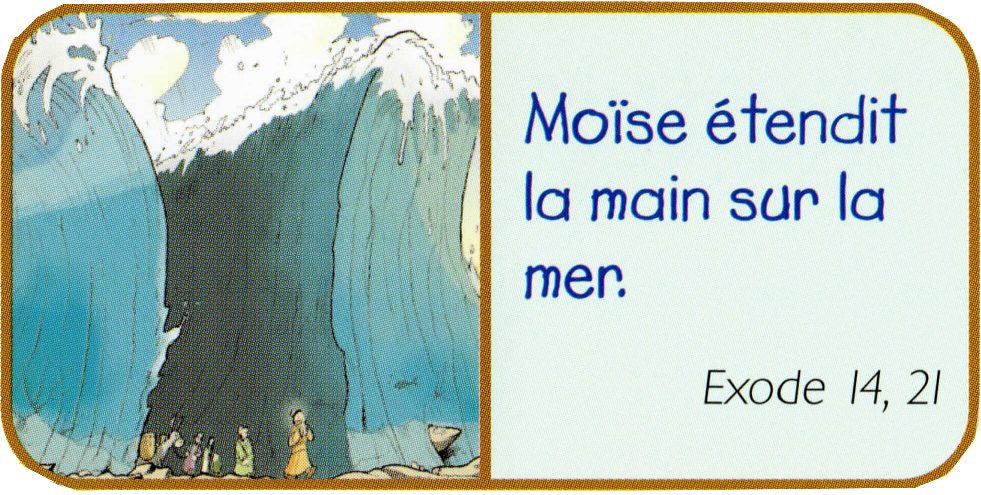 Moïse étendit
la main sur la
mer.
Exode 14, 21